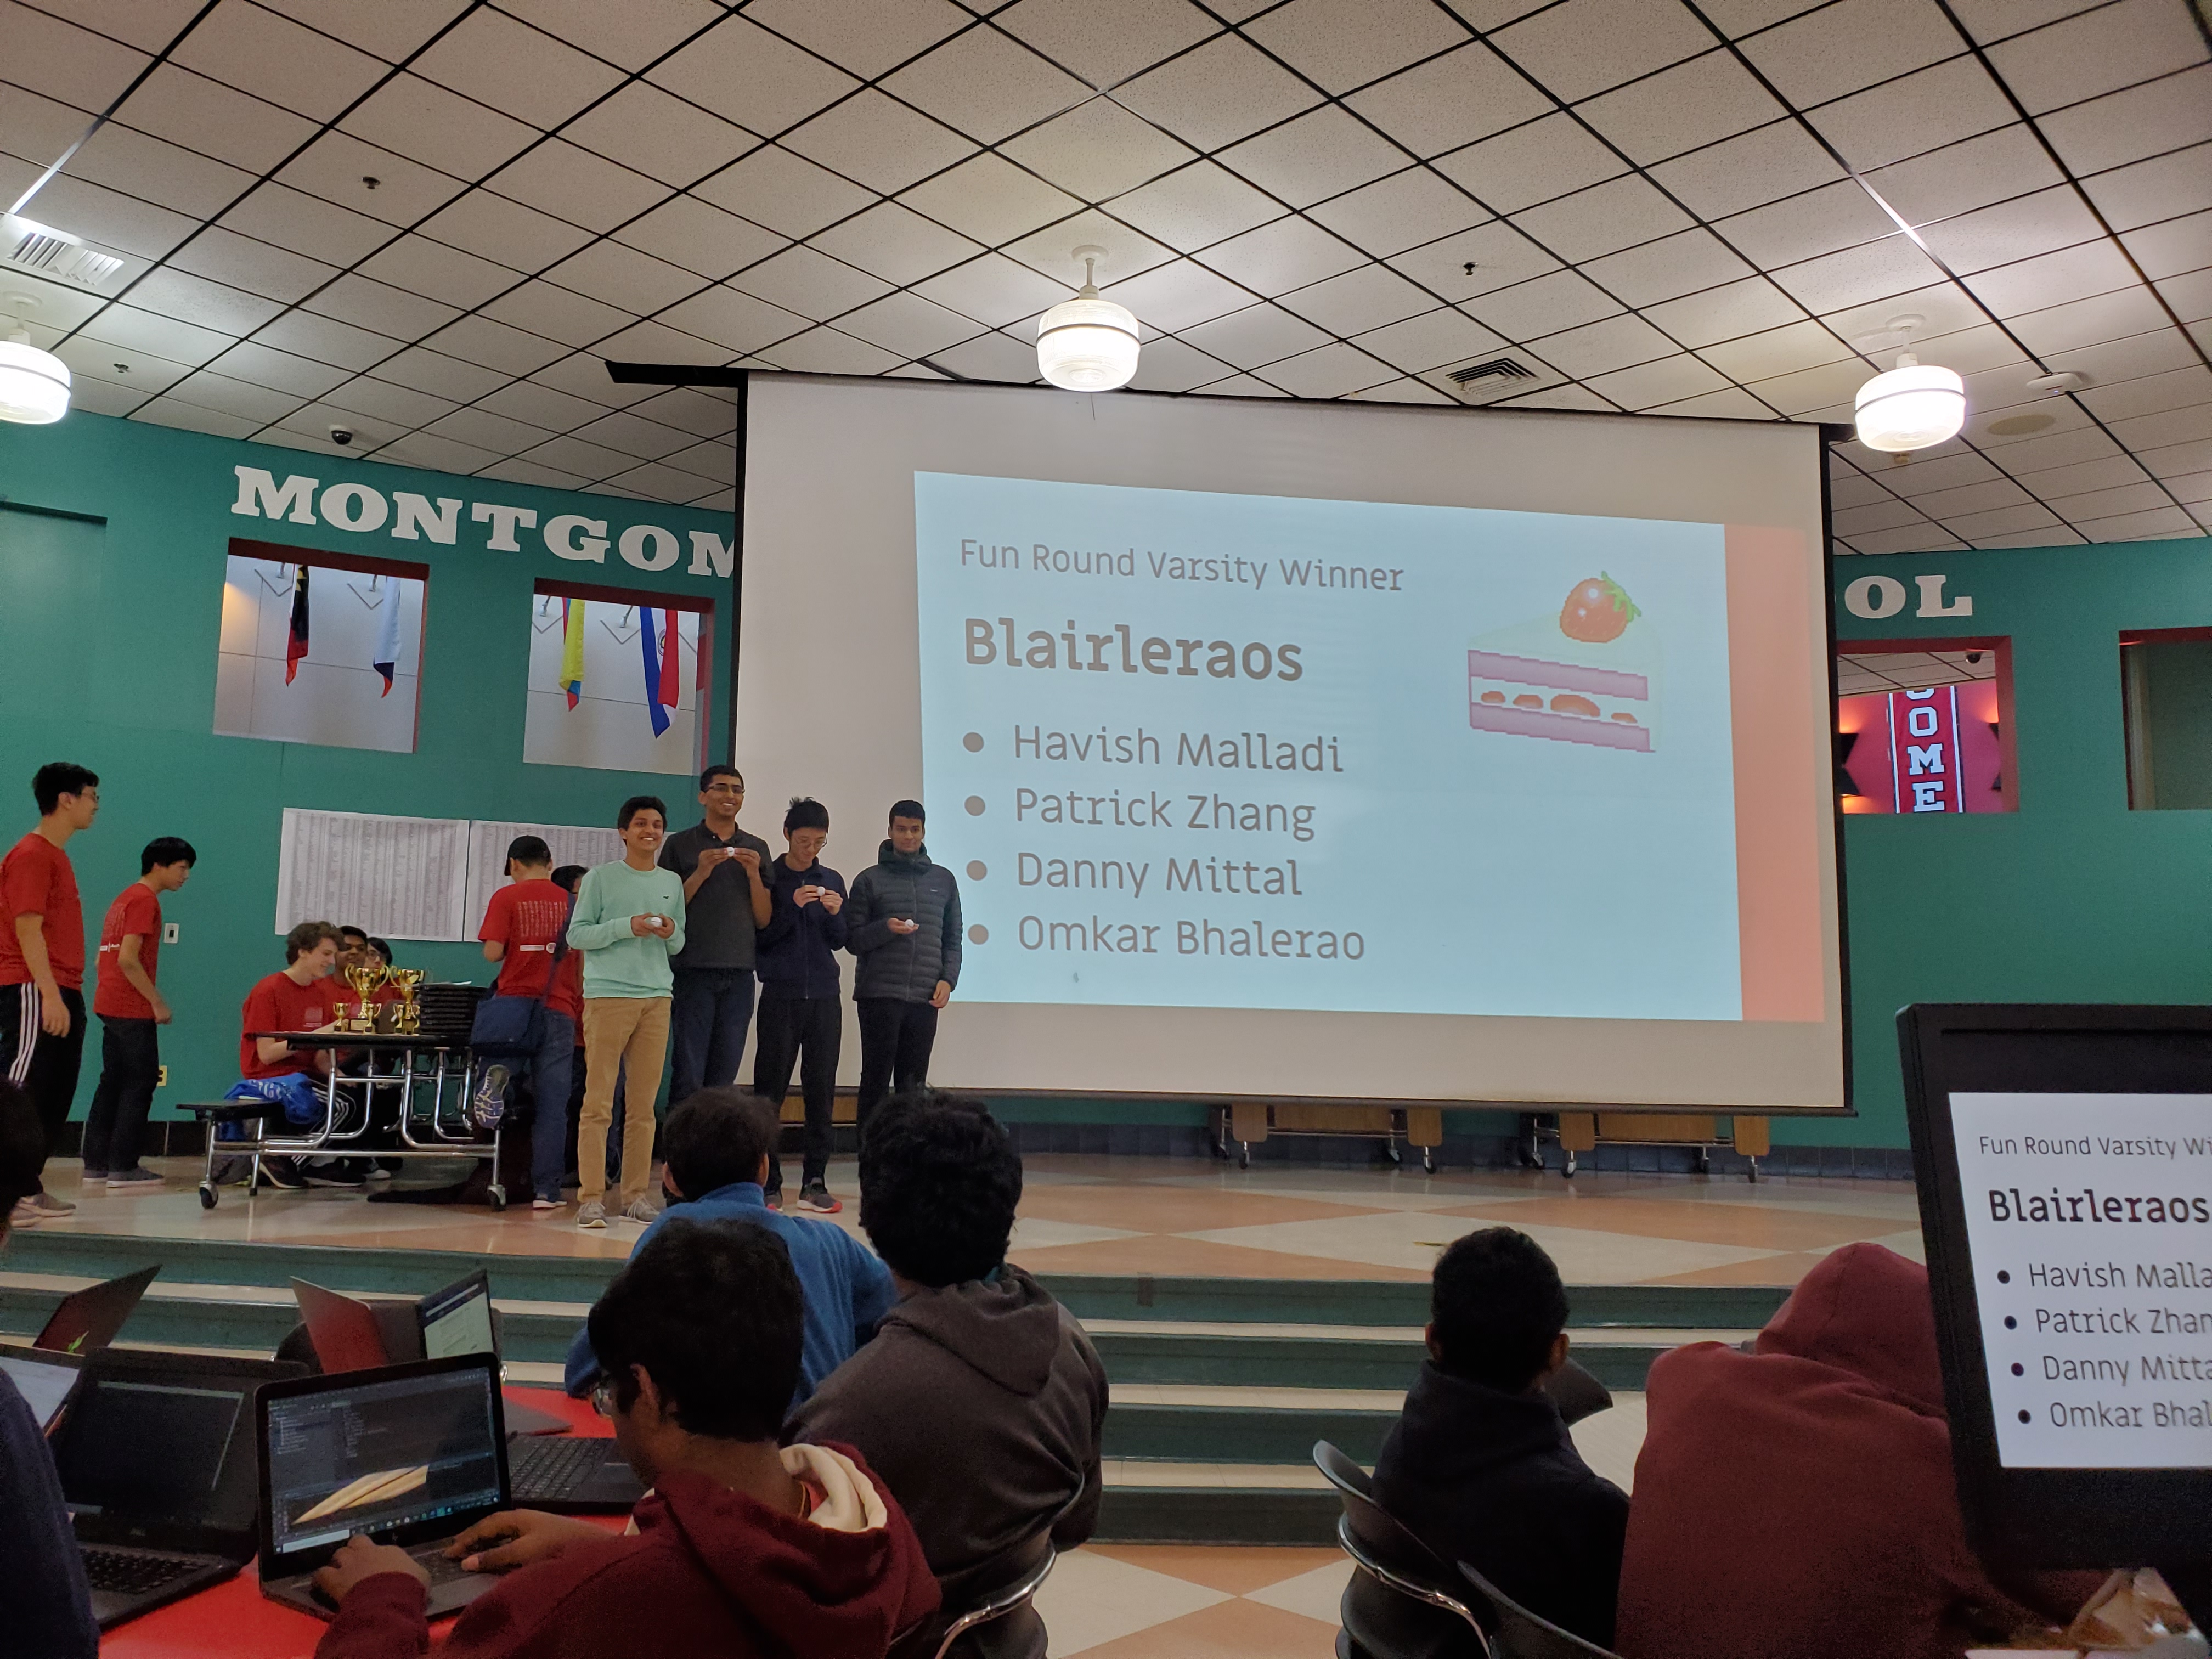 MONTGOM
OL
Fun Round Varsity Winner
Blairleraos
• Havish Malladi
• Patrick Zhang
• Danny Mittal
• Omkar Bhalerao
OME
Fun Round Varsity Wi
Blairleraos
• Havish Malla
• Patrick Zhan
• Danny Mitta
• Omkar Bhal